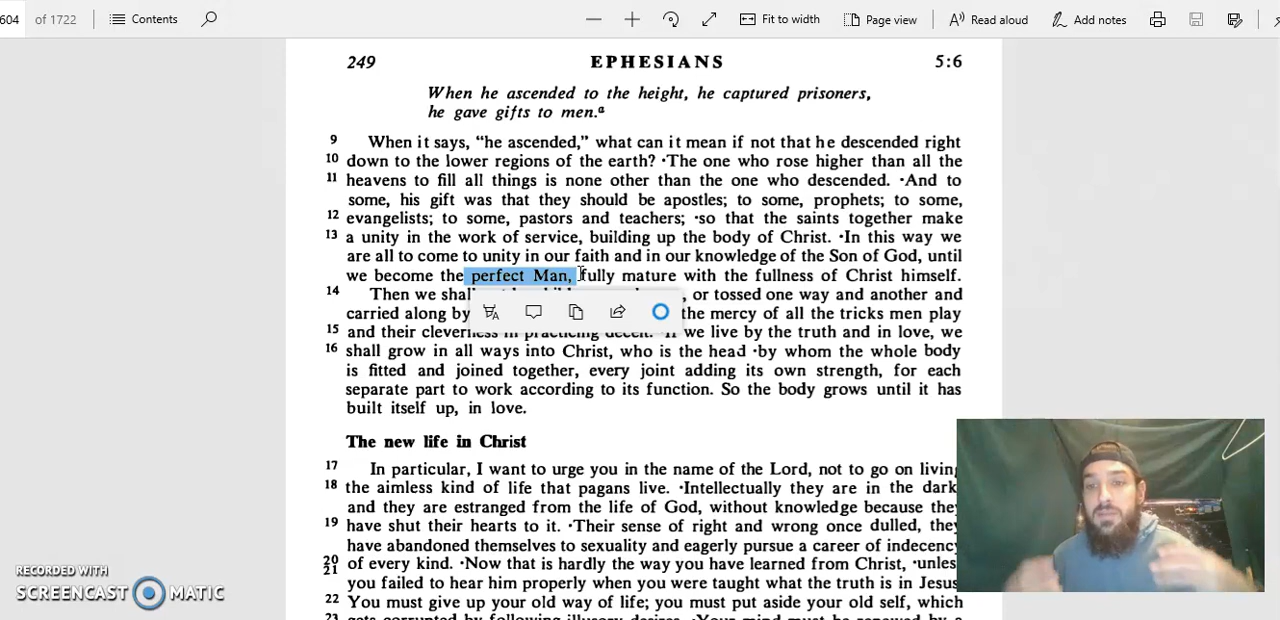 604 of 1722 Contents Fit to width Page view Read aloud Add notes
249 EPHESIANS 5:6
When he ascended to the height, he captured prisoners,
he gave gifts to men.ᵃ
9 When it says, “he ascended,” what can it mean if not that he descended right
10 down to the lower regions of the earth? ·The one who rose higher than all the
11 heavens to fill all things is none other than the one who descended. ·And to
some, his gift was that they should be apostles; to some, prophets; to some,
12 evangelists; to some, pastors and teachers; ·so that the saints together make
13 a unity in the work of service, building up the body of Christ. ·In this way we
are all to come to unity in our faith and in our knowledge of the Son of God, until
we become the perfect Man, fully mature with the fullness of Christ himself.
14 Then we shal or tossed one way and another and
carried along by the mercy of all the tricks men play
15 and their cleverness in practicing deceit. If we live by the truth and in love, we
16 shall grow in all ways into Christ, who is the head ·by whom the whole body
is fitted and joined together, every joint adding its own strength, for each
separate part to work according to its function. So the body grows until it has
built itself up, in love.
The new life in Christ
17 In particular, I want to urge you in the name of the Lord, not to go on living
18 the aimless kind of life that pagans live. ·Intellectually they are in the dark
and they are estranged from the life of God, without knowledge because they
19 have shut their hearts to it. ·Their sense of right and wrong once dulled, they
have abandoned themselves to sexuality and eagerly pursue a career of indecency
20 of every kind. ·Now that is hardly the way you have learned from Christ, ·unles
21 you failed to hear him properly when you were taught what the truth is in Jesus
22 You must give up your old way of life; you must put aside your old self, which
23 gets corrupted by following illusory desires. ·Your mind must be renewed by a
RECORDED WITH
SCREENCAST MATIC